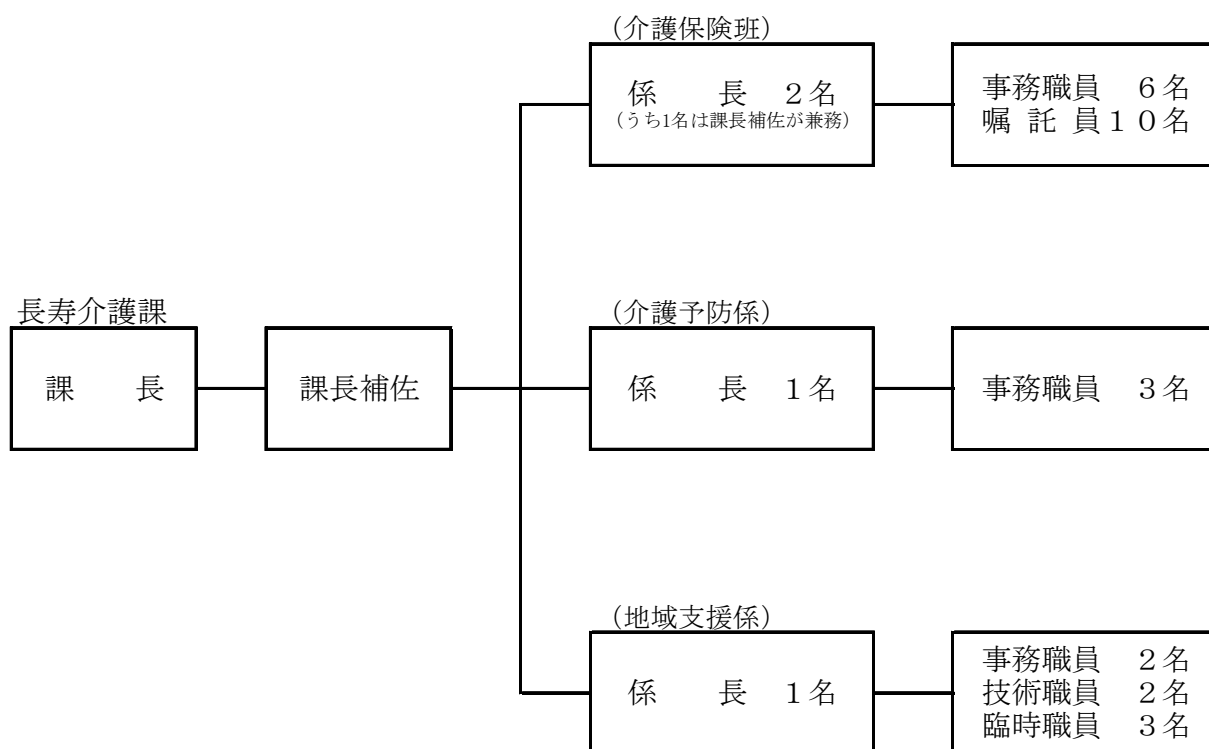 長寿介護課
課　　長
課長補佐
（介護保険班）
係　　長　２名
（うち1名は課長補佐が兼務）
事務職員　６名
嘱 託 員１０名
（介護予防係）
係　　長　１名
事務職員　３名
（地域支援係）
係　　長　１名
事務職員　２名
技術職員　２名
臨時職員　３名